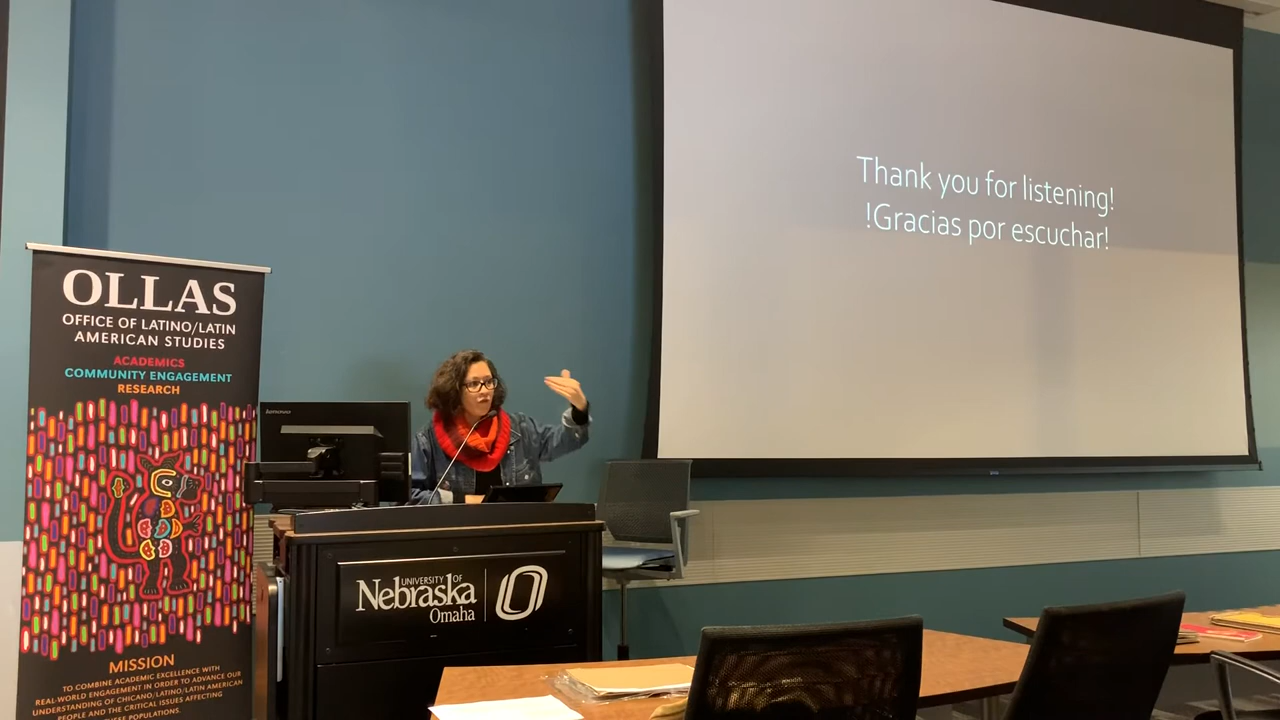 Thank you for listening!
!Gracias por escuchar!
OLLAS
OFFICE OF LATINO/LATIN
AMERICAN STUDIES
ACADEMICS
COMMUNITY ENGAGEMENT
RESEARCH
MISSION
TO COMBINE ACADEMIC EXCELLENCE WITH
REAL-WORLD ENGAGEMENT IN ORDER TO ADVANCE OUR
UNDERSTANDING OF CHICANO/LATINO/LATIN AMERICAN
PEOPLE AND THE CRITICAL ISSUES AFFECTING
THESE POPULATIONS.
lenovo
UNIVERSITY OF
Nebraska
Omaha
O